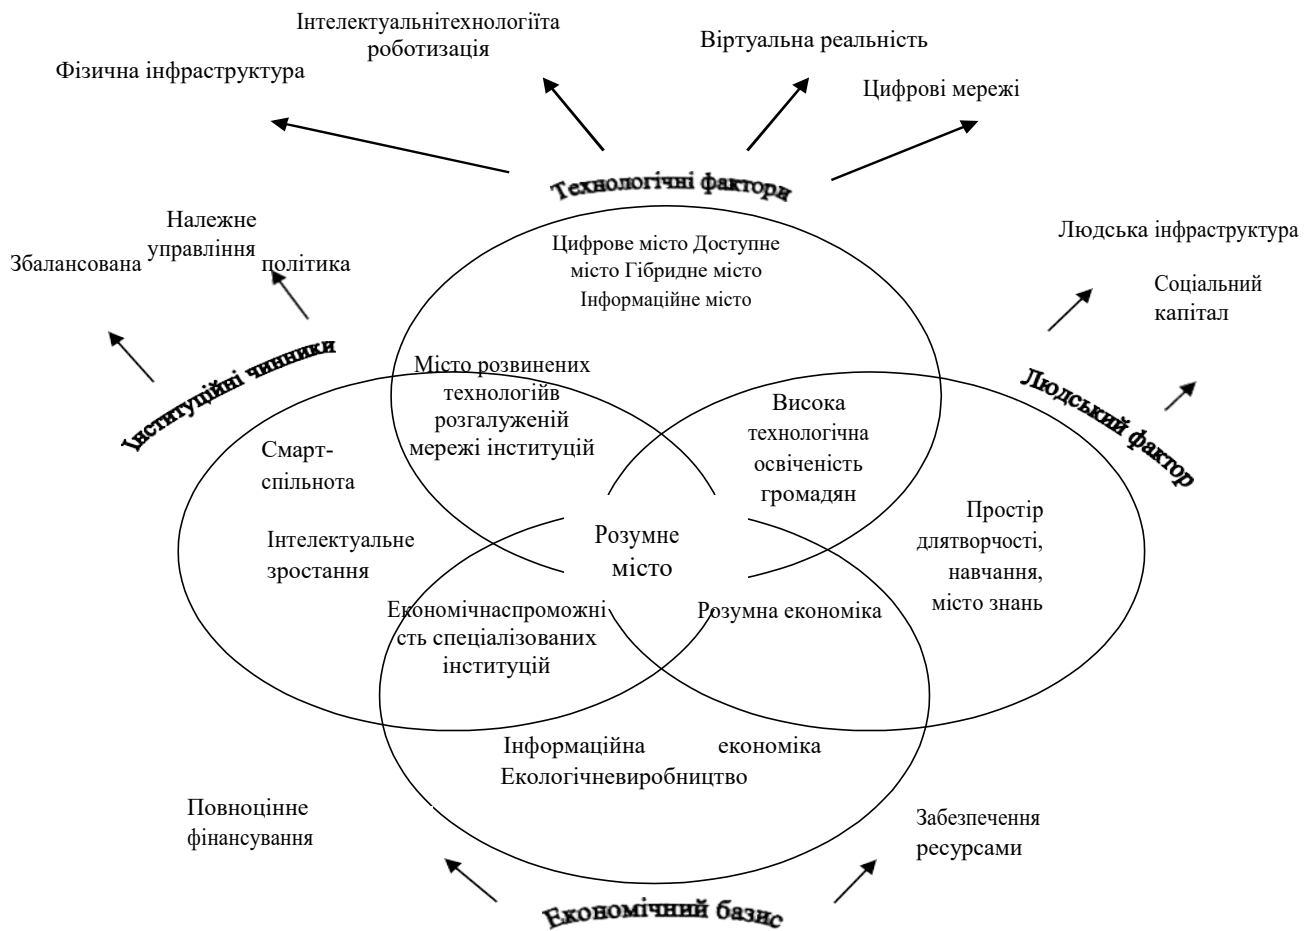 Інтелектуальнітехнологіїта
роботизація
Віртуальна реальність
Фізична інфраструктура
Цифрові мережі
Технологічні фактори
Належне
управління
Збалансована
політика
Людська інфраструктура
Соціальний
капітал
Цифрове місто Доступне
місто Гібридне місто
Інформаційне місто
Інституційні чинники
Людський фактор
Місто розвинених
технологійв
розгалуженій
мережі інституцій
Висока
технологічна
освіченість
громадян
Смарт-
спільнота
Інтелектуальне
зростання
Розумне
місто
Простір
длятворчості,
навчання,
місто знань
Економічнаспроможні
сть спеціалізованих
інституцій
Розумна економіка
Інформаційна економіка
Екологічневиробництво
Повноцінне
фінансування
Забезпечення
ресурсами
Економічний базис